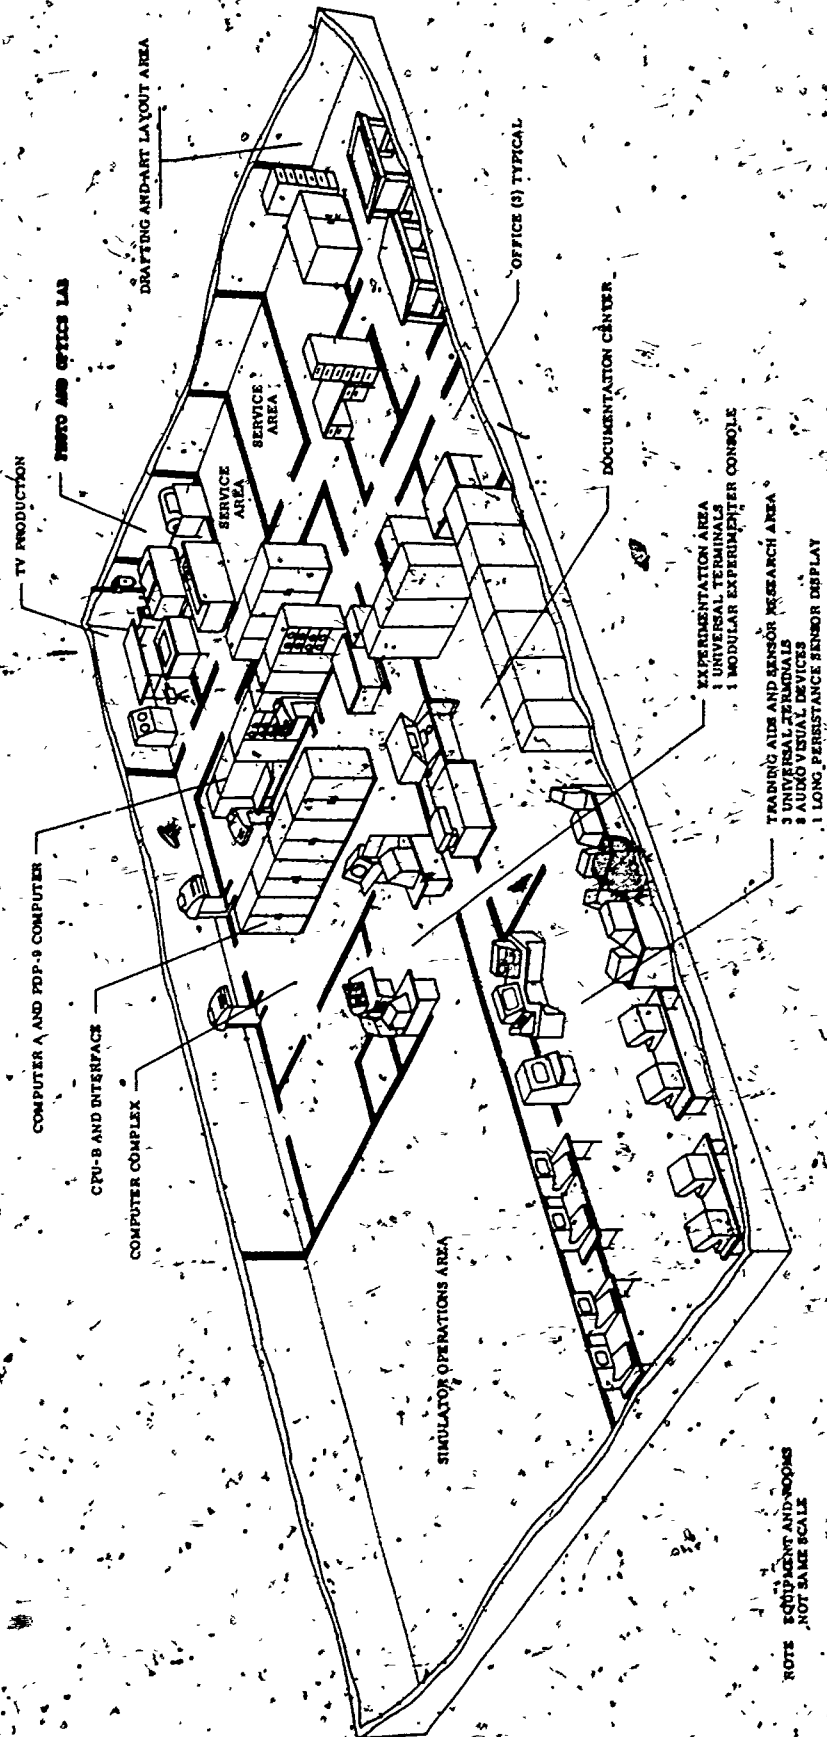 TV PRODUCTION
PHOTO AND OPTICS LAB
DRAFTING AND ART LAYOUT AREA
COMPUTER A AND PDP-9 COMPUTER
CPU-B AND INTERFACE
COMPUTER COMPLEX
SERVICE
AREA
SERVICE
AREA
SIMULATOR OPERATIONS AREA
OFFICE (3) TYPICAL
DOCUMENTATION CENTER
EXPERIMENTATION AREA
1 UNIVERSAL TERMINALS
1 MODULAR EXPERIMENTER CONSOLE
TRAINING AIDS AND SENSOR RESEARCH AREA
3 UNIVERSAL TERMINALS
8 AUDIO VISUAL DEVICES
1 LONG PERSISTANCE SENSOR DISPLAY
NOTE EQUIPMENT AND ROOMS
NOT SAME SCALE